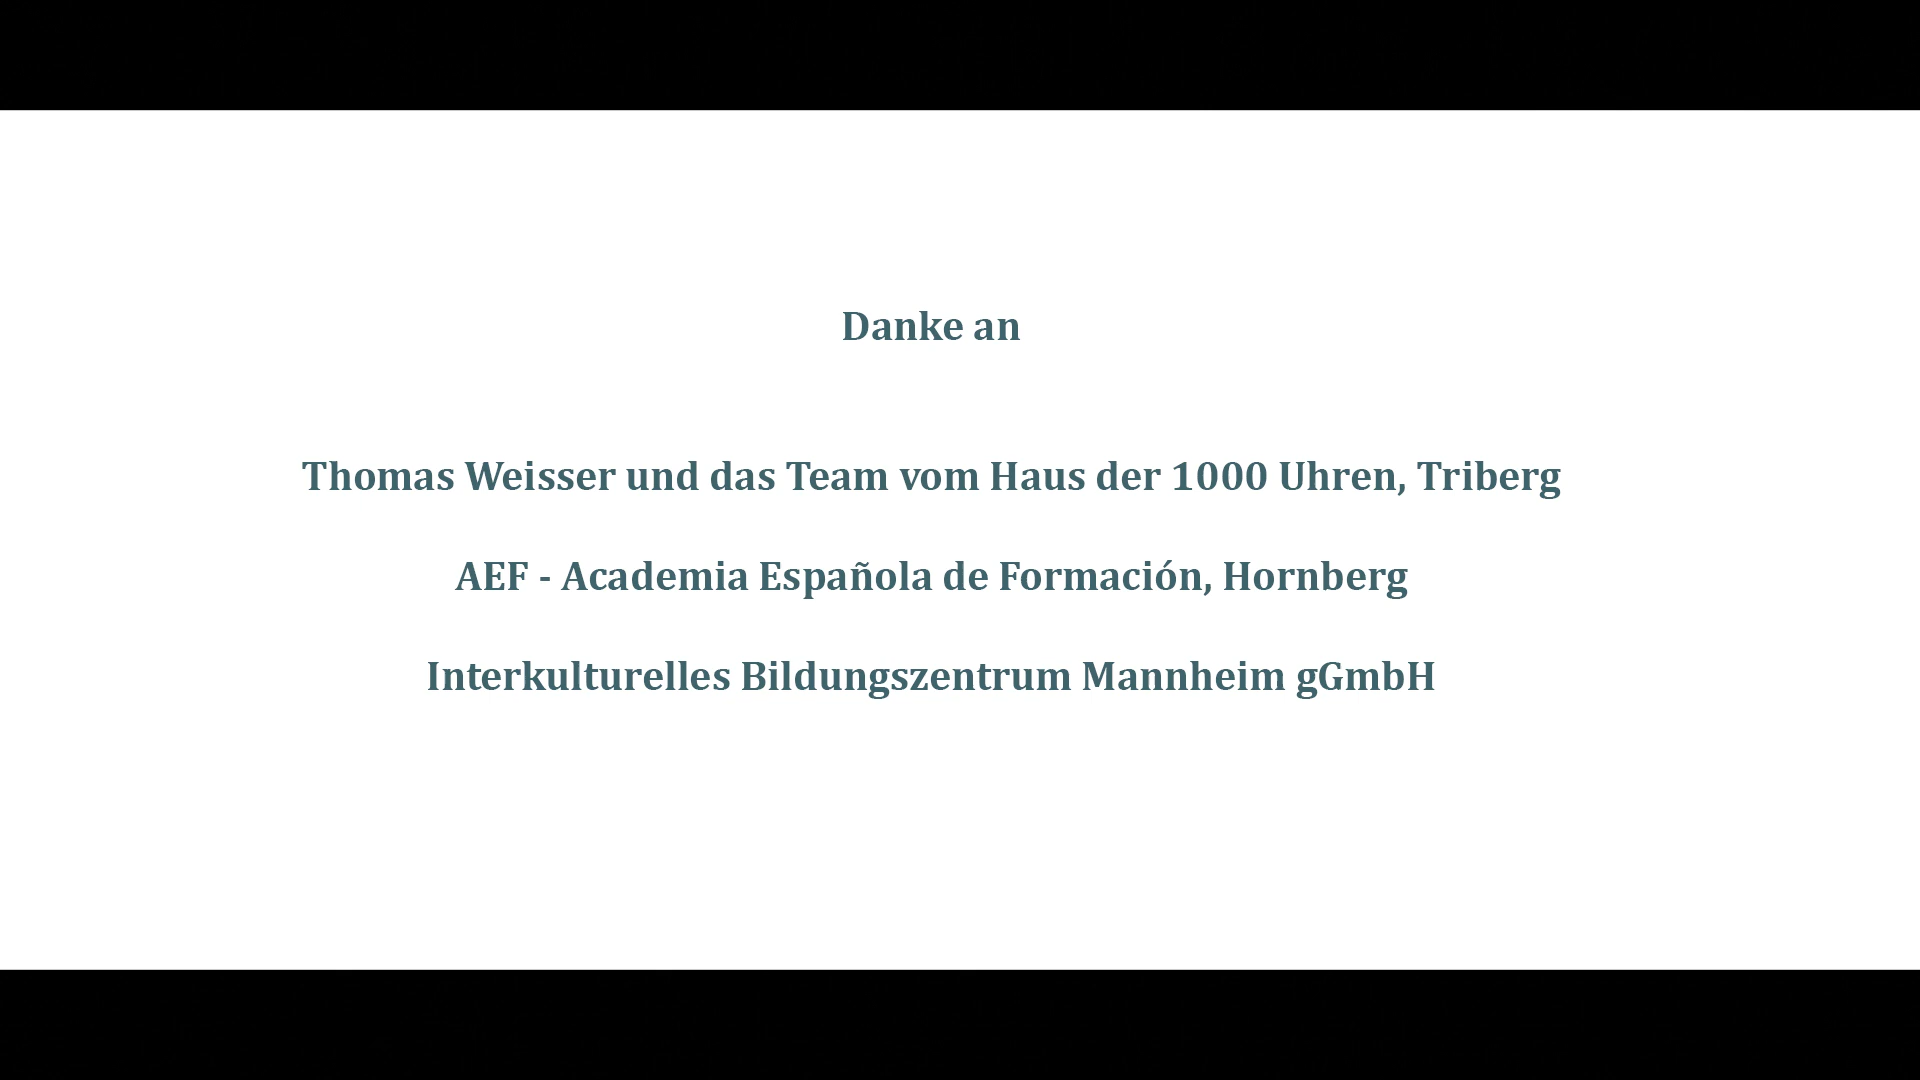 Danke an
Thomas Weisser und das Team vom Haus der 1000 Uhren, Triberg
AEF - Academia Española de Formación, Hornberg
Interkulturelles Bildungszentrum Mannheim gGmbH